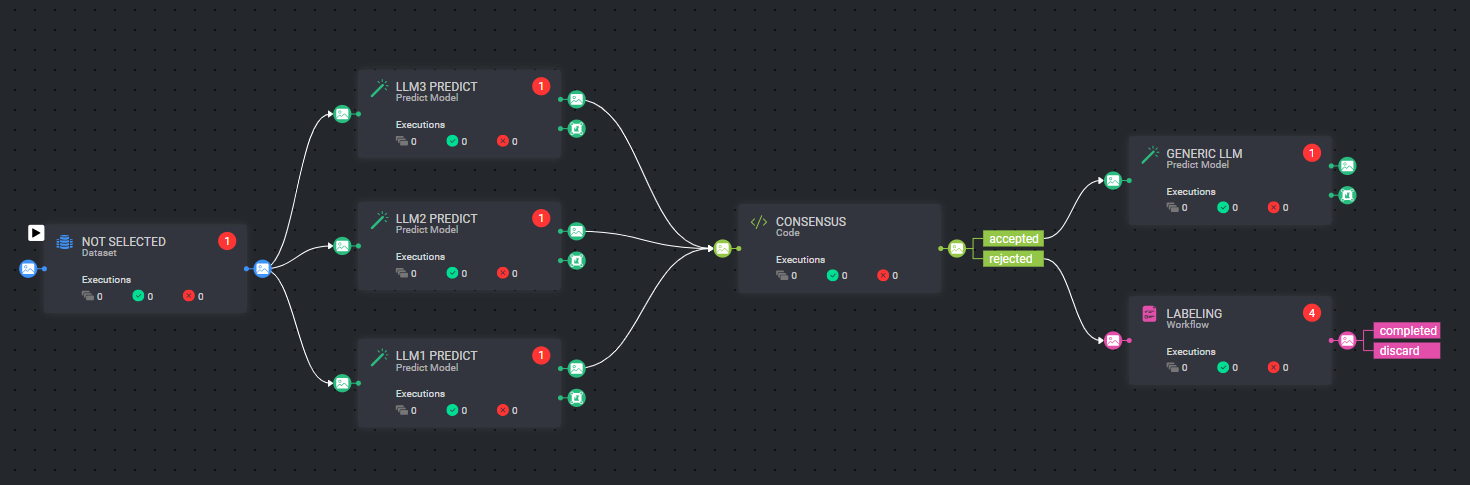 NOT SELECTED
1
Dataset
Executions
0 0 0
LLM3 PREDICT
1
Predict Model
Executions
0 0 0
LLM2 PREDICT
1
Predict Model
Executions
0 0 0
LLM1 PREDICT
1
Predict Model
Executions
0 0 0
CONSENSUS
Code
Executions
0 0 0
accepted
rejected
GENERIC LLM
1
Predict Model
Executions
0 0 0
LABELING
4
Workflow
Executions
0 0 0
completed
discard